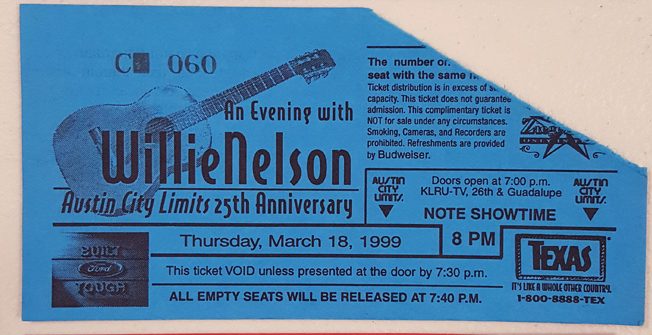 C■ 060
An Evening with
WillieNelson
Austin City Limits 25th Anniversary
The number on
seat with the same
Ticket distribution is in excess of
capacity. This ticket does not guarantee
admission. This complimentary ticket is
NOT for sale under any circumstances.
Smoking, Cameras, and Recorders are
prohibited. Refreshments are provided
by Budweiser.
ONLY IN
AUSTIN
CITY
LIMITS.
Doors open at 7:00 p.m.
KLRU-TV, 26th & Guadalupe
NOTE SHOWTIME
AUSTIN
CITY
LIMITS.
BUILT
Ford
TOUGH
Thursday, March 18, 1999
8 PM
This ticket VOID unless presented at the door by 7:30 p.m.
ALL EMPTY SEATS WILL BE RELEASED AT 7:40 P.M.
TEXAS
IT'S LIKE A WHOLE OTHER COUNTRY.
1-800-8888-TEX